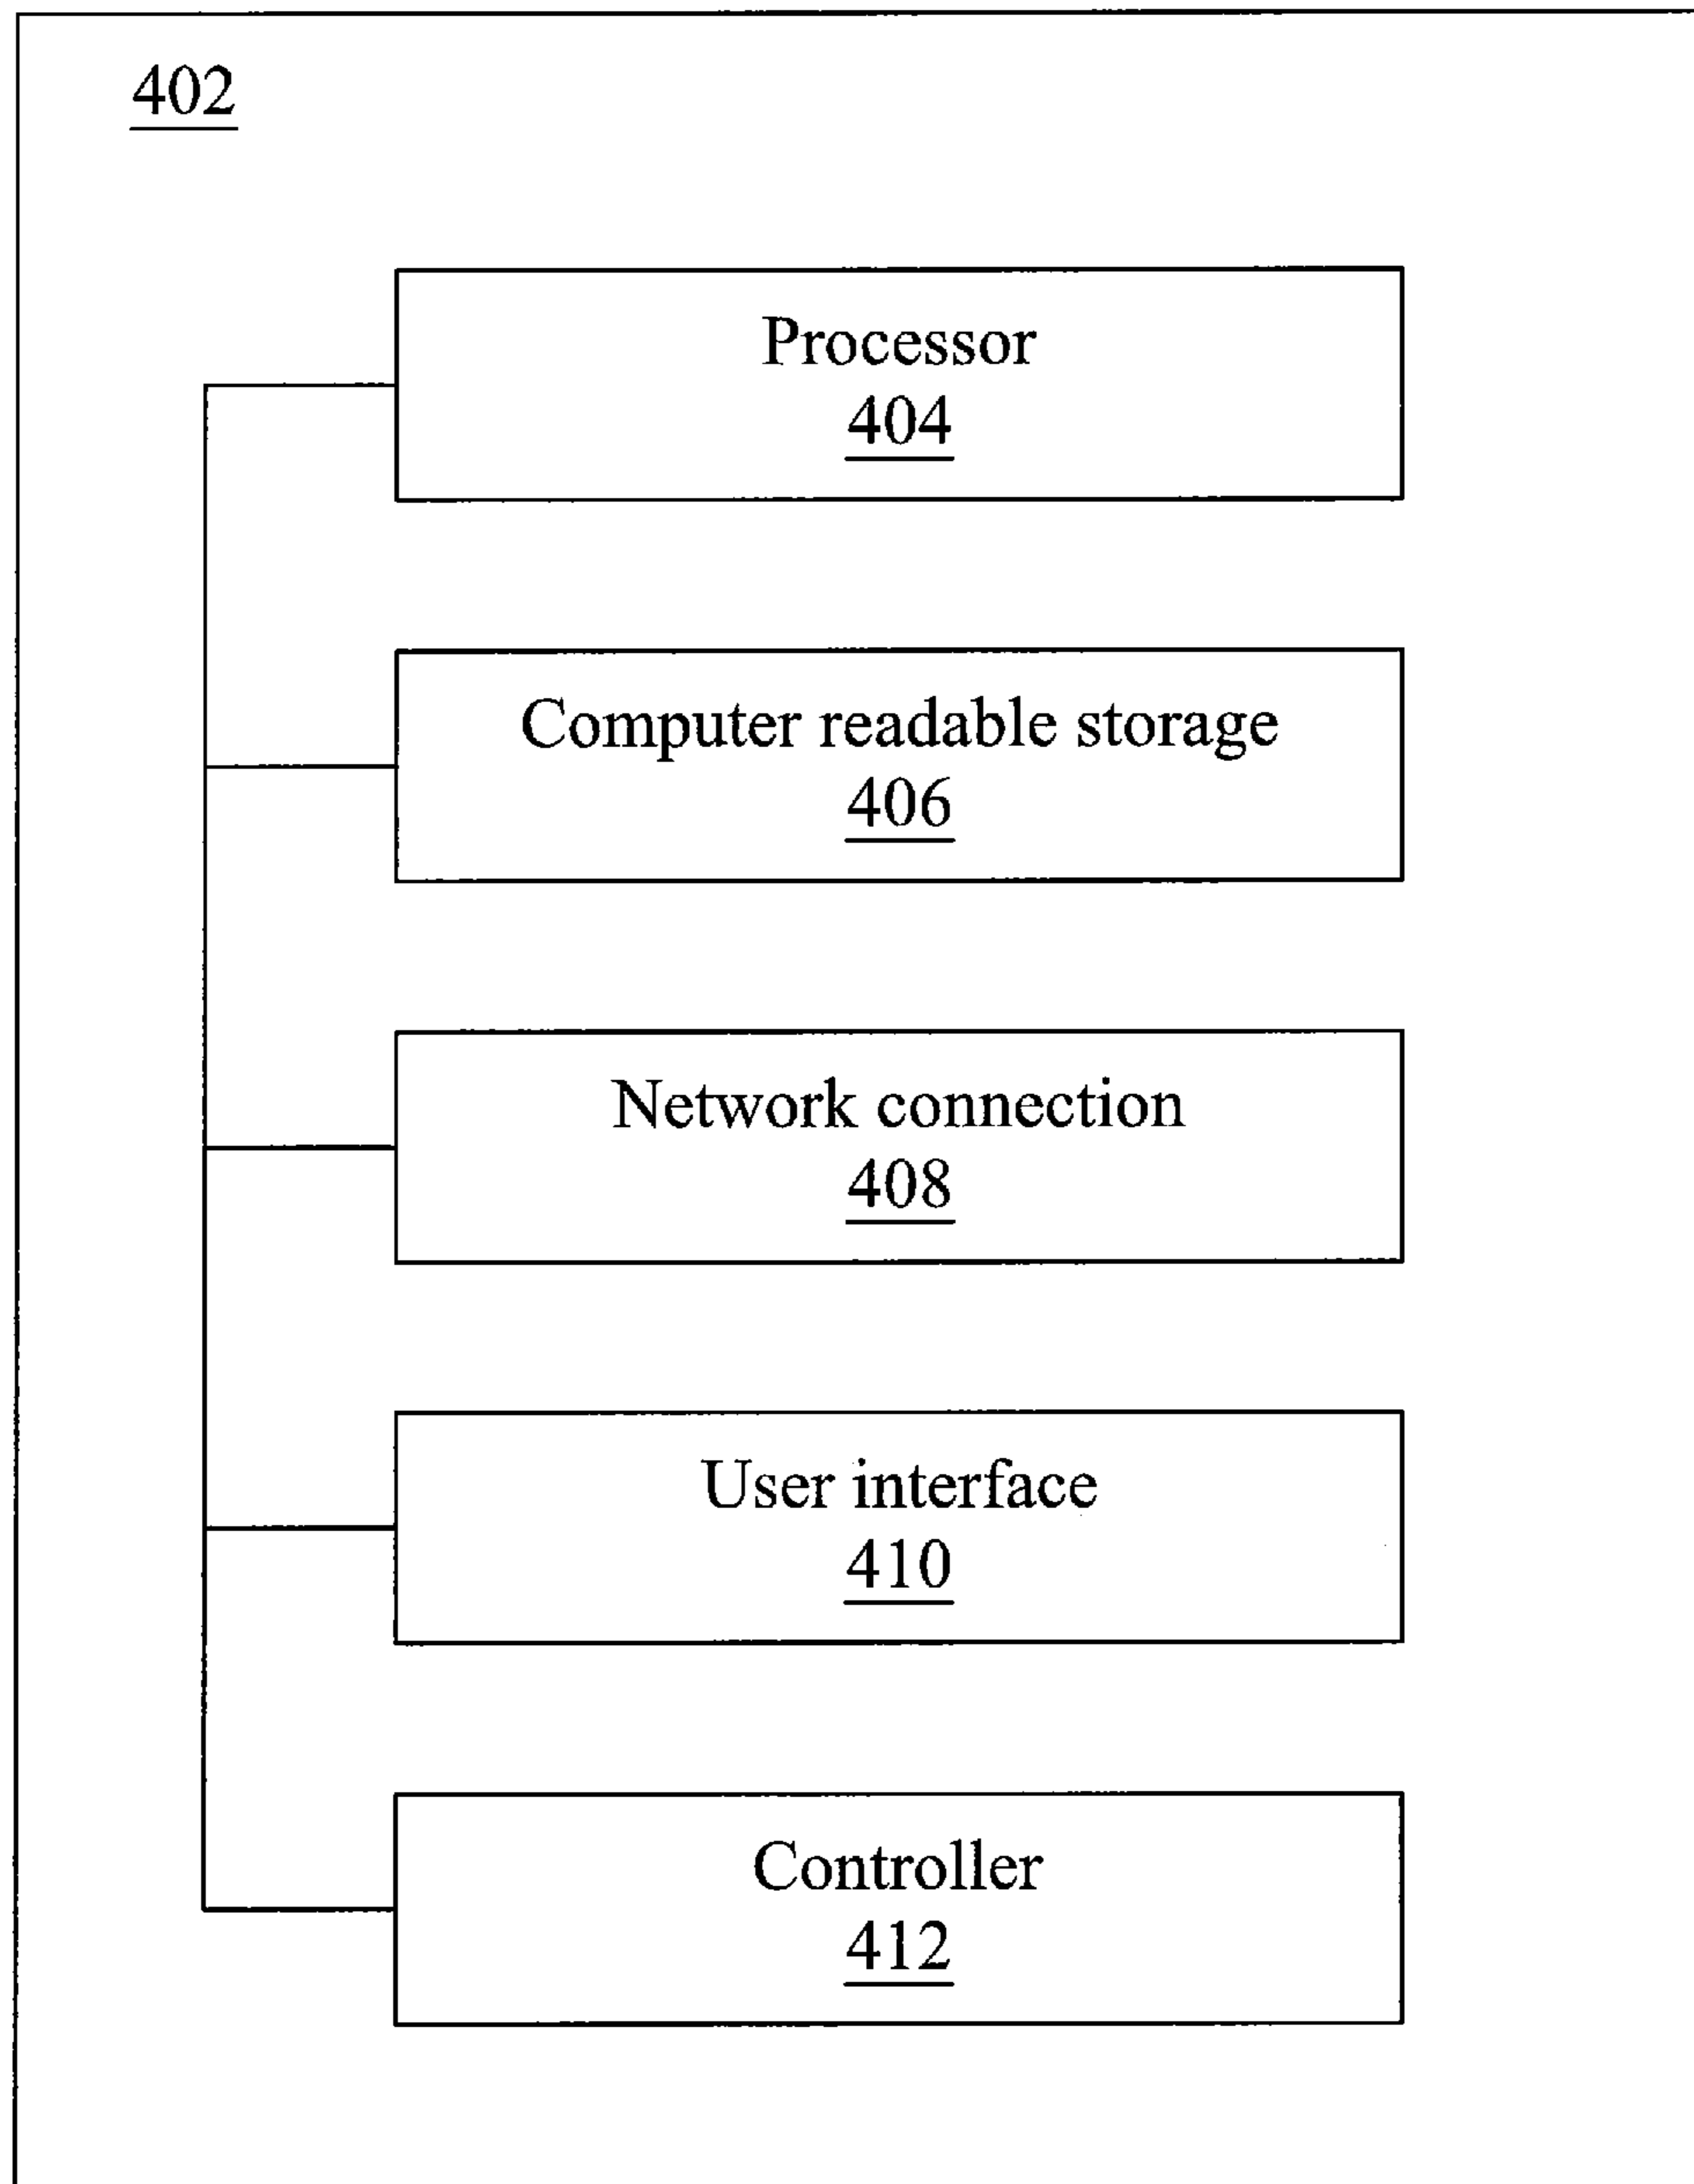 402
Processor
404
Computer readable storage
406
Network connection
408
User interface
410
Controller
412